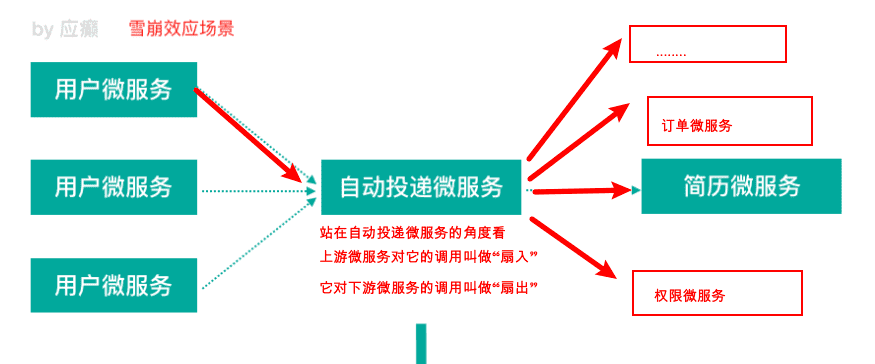 by 应癫
雪崩效应场景
用户微服务
用户微服务
用户微服务
自动投递微服务
站在自动投递微服务的角度看
上游微服务对它的调用叫做“扇入”
它对下游微服务的调用叫做“扇出”
........
订单微服务
简历微服务
权限微服务